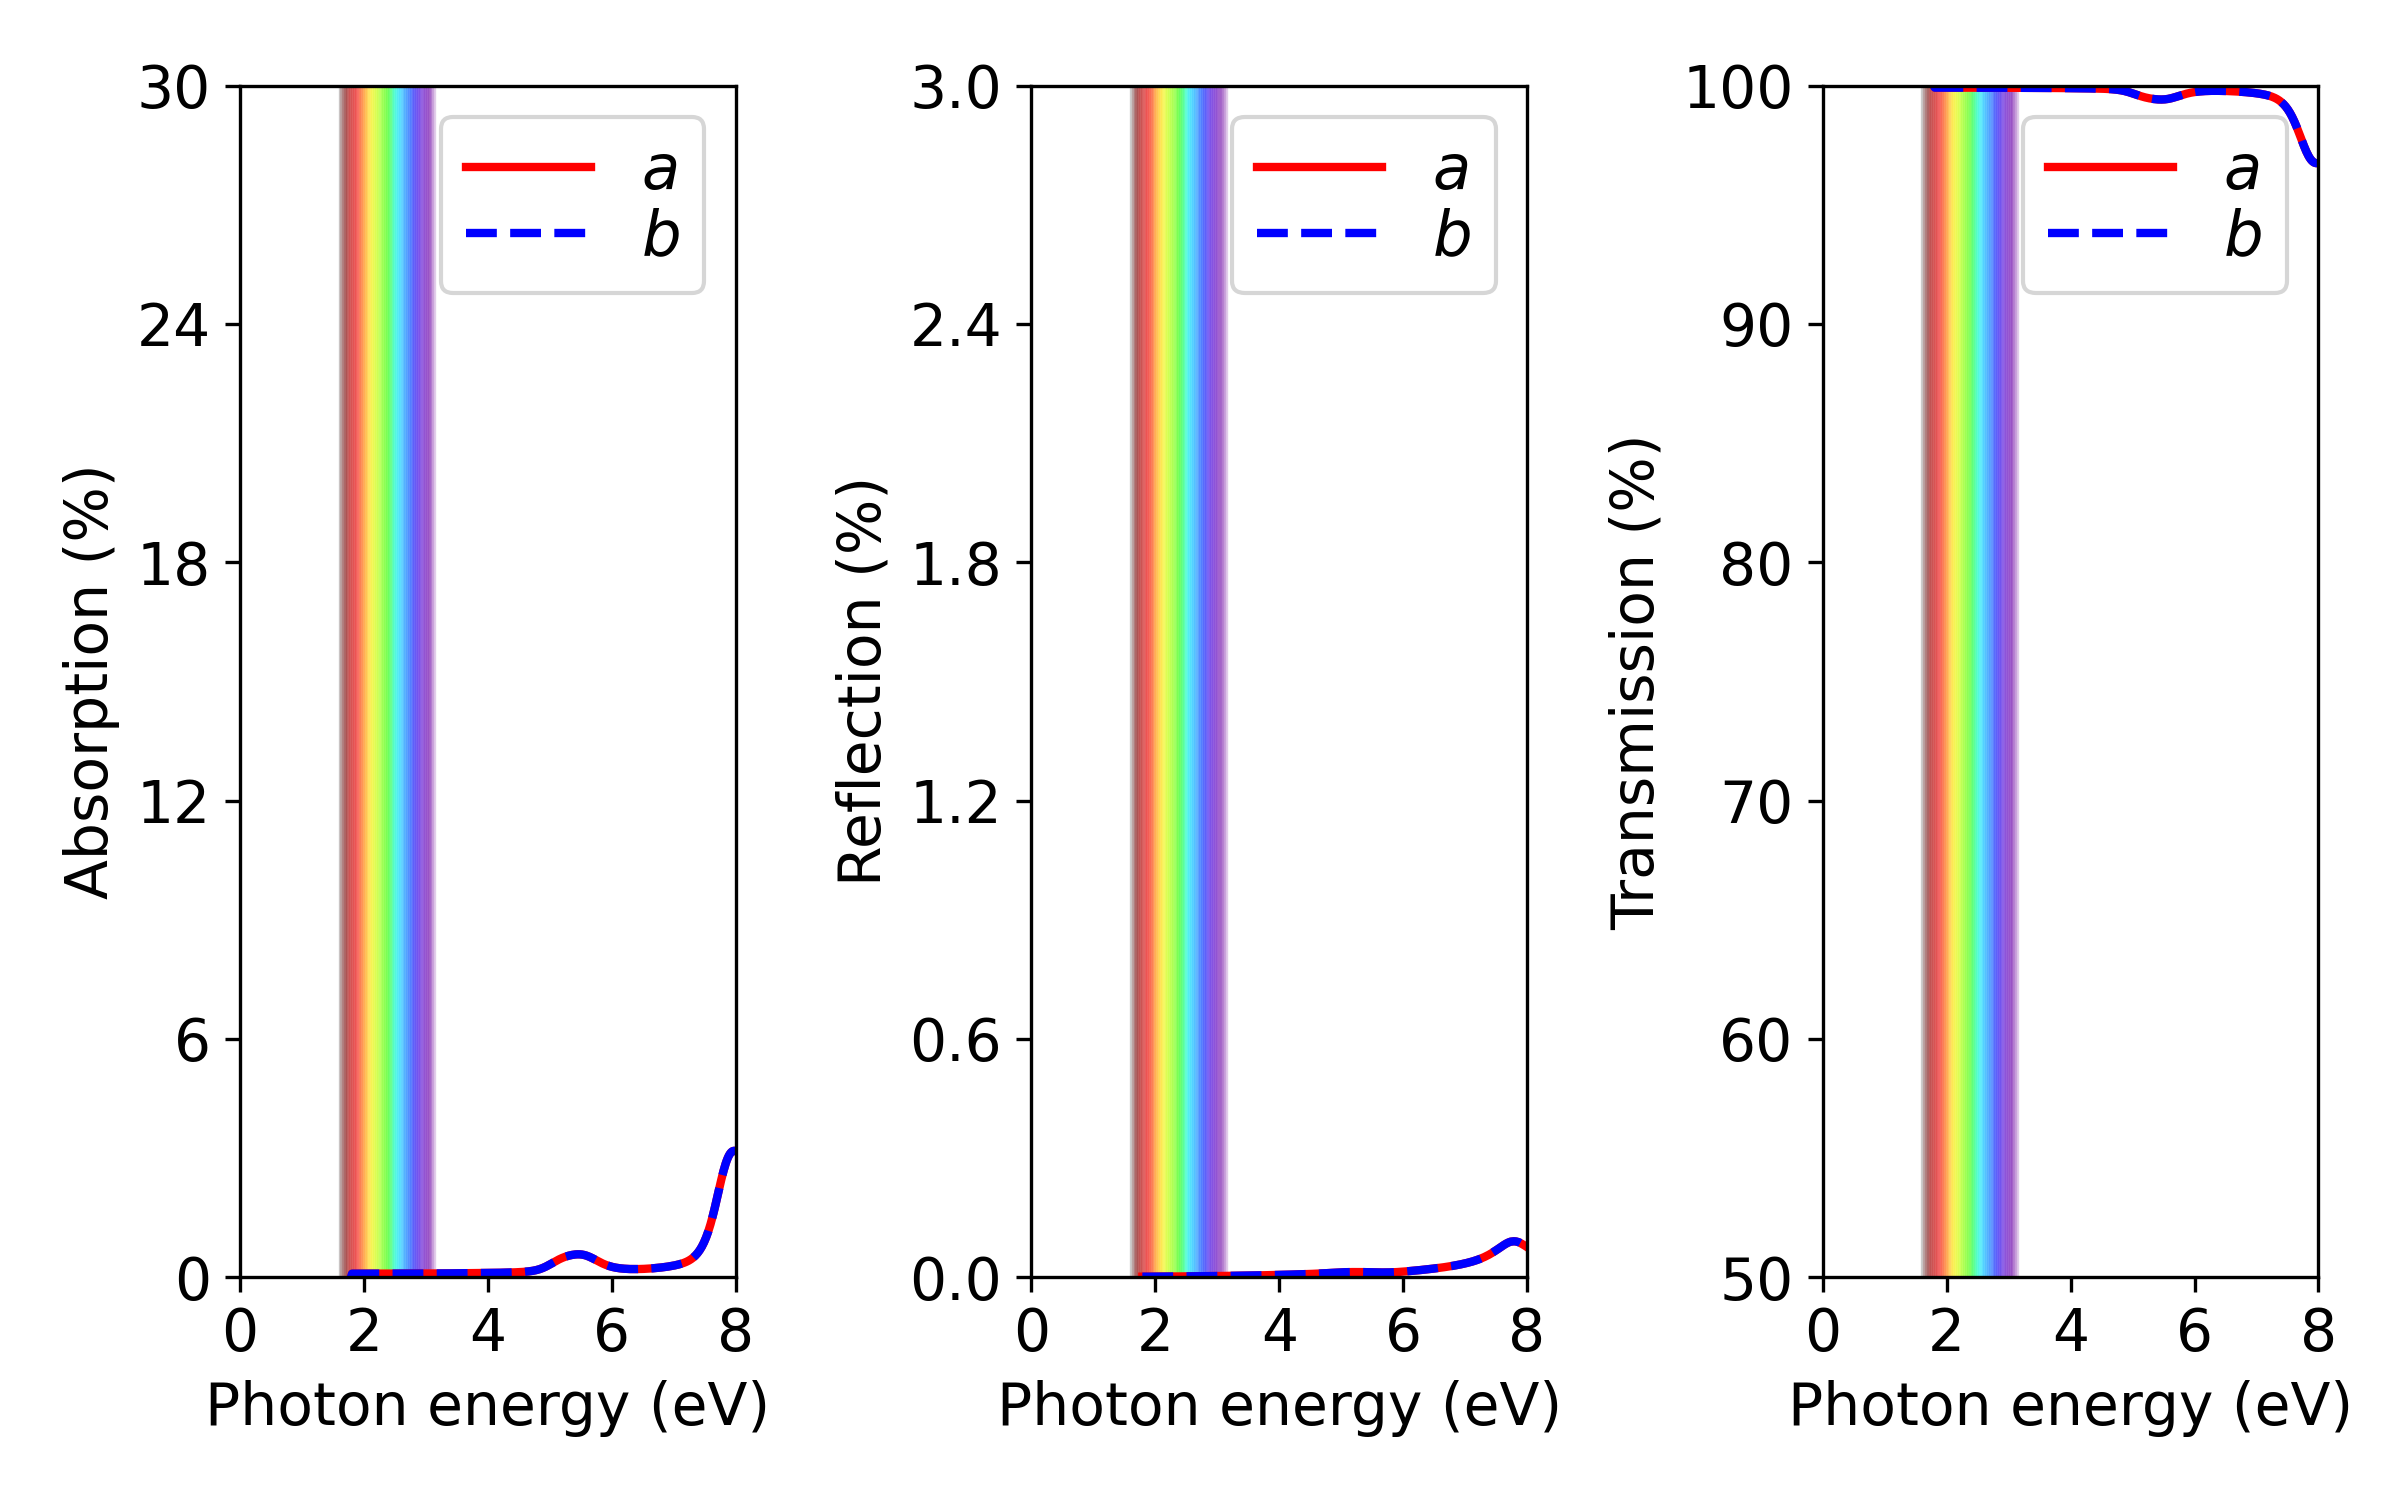 Absorption (%)
30
24
18
12
6
0
0 2 4 6 8
Photon energy (eV)
a
b
Reflection (%)
3.0
2.4
1.8
1.2
0.6
0.0
0 2 4 6 8
Photon energy (eV)
a
b
Transmission (%)
100
90
80
70
60
50
0 2 4 6 8
Photon energy (eV)
a
b